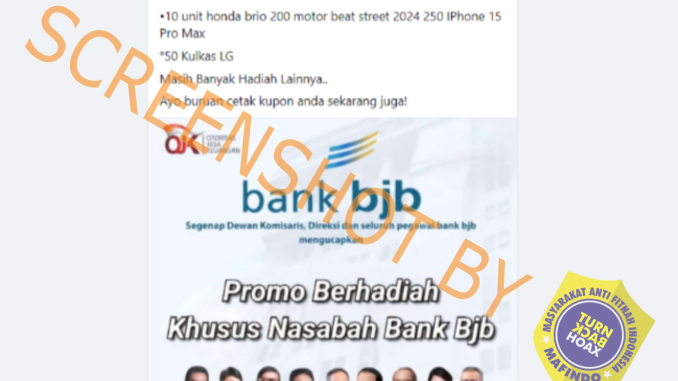 •10 unit honda brio 200 motor beat street 2024 250 IPhone 15
Pro Max
°50 Kulkas LG
Masih Banyak Hadiah Lainnya..
Ayo buruan cetak kupon anda sekarang juga!
OJK OTORITAS
JASA
KEUANGAN
bank bjb
Segenap Dewan Komisaris, Direksi dan seluruh pegawai bank bjb
mengucapkan
Promo Berhadiah
Khusus Nasabah Bank Bjb
SCREENSHOT BY
MASYARAKAT ANTI FITNAH INDONESIA
TURN
BACK
HOAX
MAFINDO